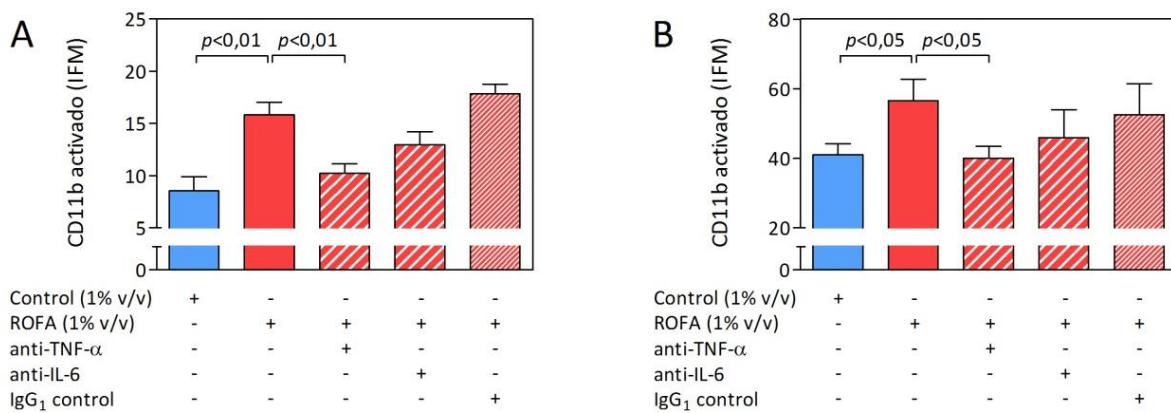 A
CD11b activado (IFM)
25
20
15
10
5
0
p<0,01 p<0,01
Control (1% v/v) + - - - -
ROFA (1% v/v) - + + + +
anti-TNF-α - - + - -
anti-IL-6 - - - + -
IgG1 control - - - - +
B
CD11b activado (IFM)
80
60
40
20
0
p<0,05 p<0,05
Control (1% v/v) + - - - -
ROFA (1% v/v) - + + + +
anti-TNF-α - - + - -
anti-IL-6 - - - + -
IgG1 control - - - - +